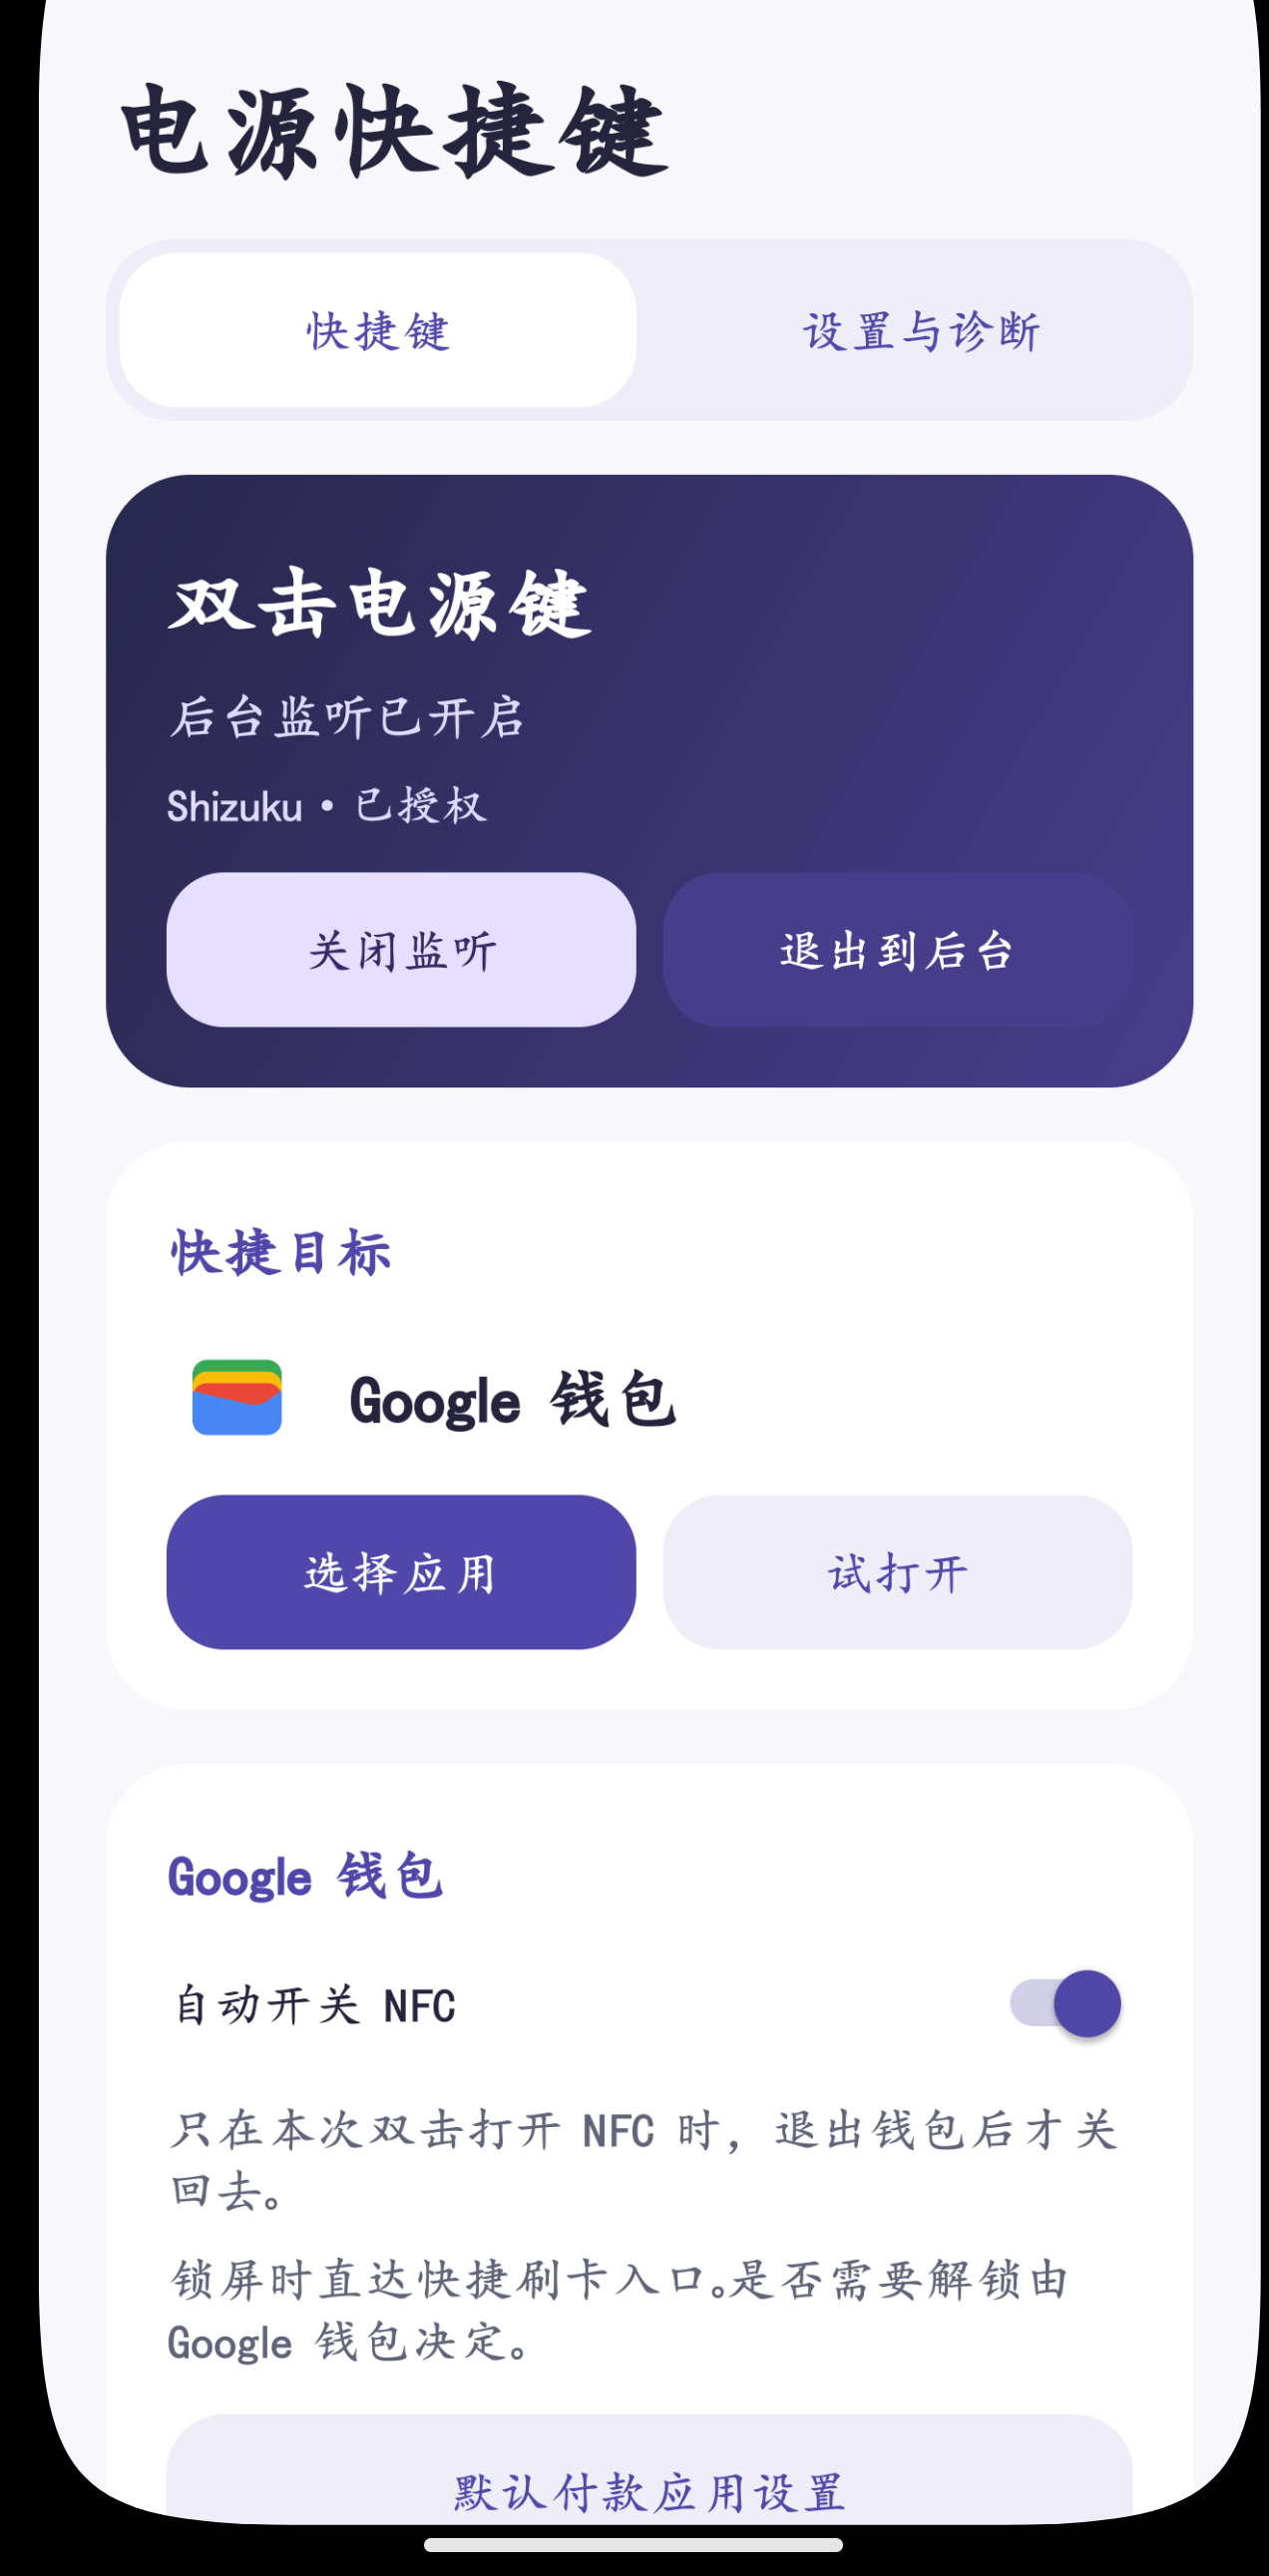 电源快捷键
快捷键
设置与诊断
双击电源键
后台监听已开启
Shizuku · 已授权
关闭监听
退出到后台
快捷目标
Google 钱包
选择应用
试打开
Google 钱包
自动开关 NFC
只在本次双击打开 NFC 时，退出钱包后才关
回去。
锁屏时直达快捷刷卡入口。是否需要解锁由
Google 钱包决定。
默认付款应用设置